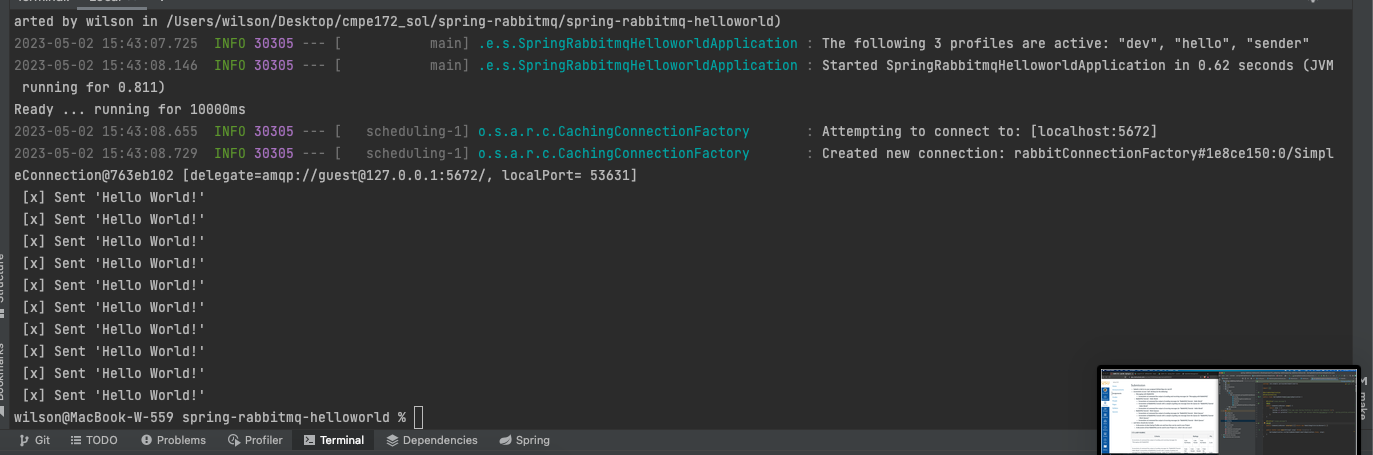 arted by wilson in /Users/wilson/Desktop/cmpe172_sol/spring-rabbitmq/spring-rabbitmq-helloworld)
2023-05-02 15:43:07.725  INFO 30305 --- [           main] .e.s.SpringRabbitmqHelloworldApplication : The following 3 profiles are active: "dev", "hello", "sender"
2023-05-02 15:43:08.146  INFO 30305 --- [           main] .e.s.SpringRabbitmqHelloworldApplication : Started SpringRabbitmqHelloworldApplication in 0.62 seconds (JVM
 running for 0.811)
Ready ... running for 10000ms
2023-05-02 15:43:08.655  INFO 30305 --- [   scheduling-1] o.s.a.r.c.CachingConnectionFactory       : Attempting to connect to: [localhost:5672]
2023-05-02 15:43:08.729  INFO 30305 --- [   scheduling-1] o.s.a.r.c.CachingConnectionFactory       : Created new connection: rabbitConnectionFactory#1e8ce150:0/Simpl
eConnection@763eb102 [delegate=amqp://guest@127.0.0.1:5672/, localPort= 53631]
 [x] Sent 'Hello World!'
 [x] Sent 'Hello World!'
 [x] Sent 'Hello World!'
 [x] Sent 'Hello World!'
 [x] Sent 'Hello World!'
 [x] Sent 'Hello World!'
 [x] Sent 'Hello World!'
 [x] Sent 'Hello World!'
 [x] Sent 'Hello World!'
 [x] Sent 'Hello World!'
wilson@MacBook-W-559 spring-rabbitmq-helloworld %
Git TODO Problems Profiler Terminal Dependencies Spring